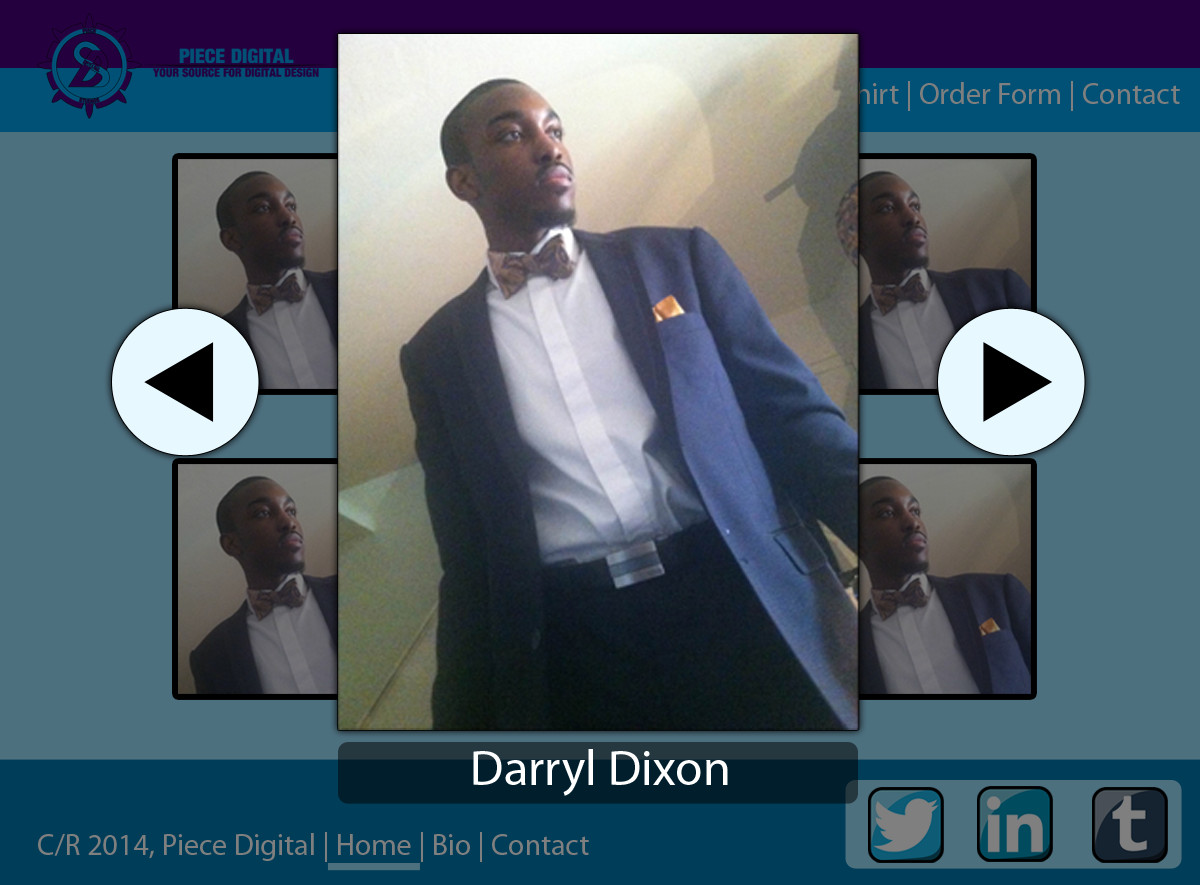 PIECE DIGITAL
YOUR SOURCE FOR DIGITAL DESIGN
| Order Form | Contact
Darryl Dixon
C/R 2014, Piece Digital | Home | Bio | Contact
in
t